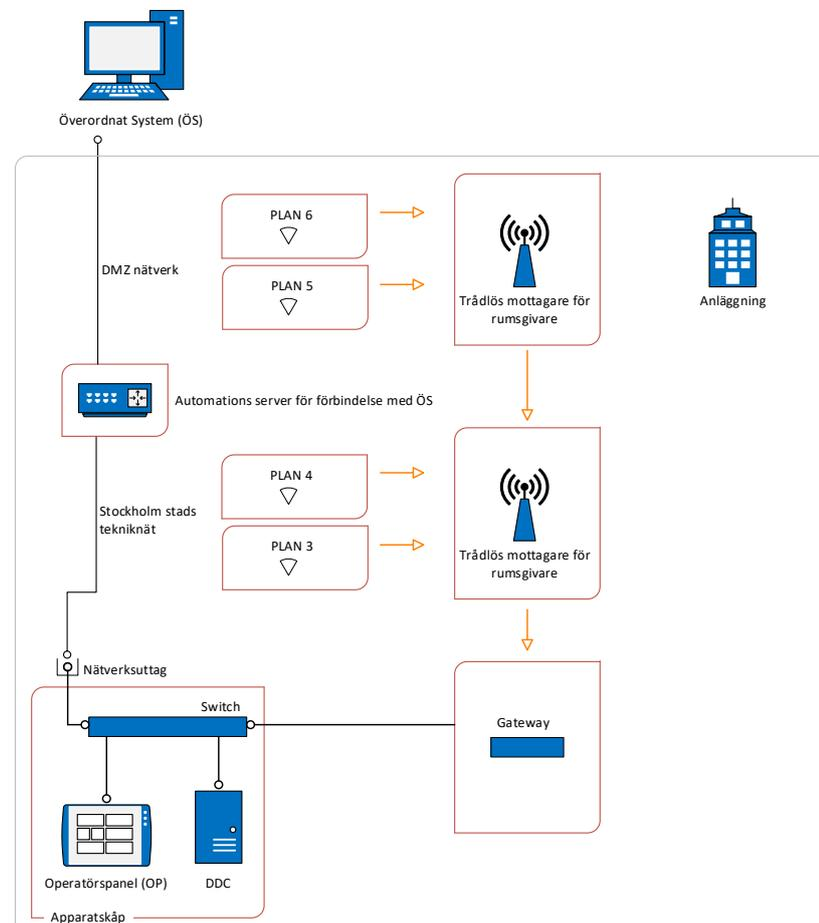 Överordnat System (ÖS)
DMZ nätverk
PLAN 6
PLAN 5
Trådlös mottagare för
rumsgivare
Anläggning
Automations server för förbindelse med ÖS
Stockholm stads
tekniknät
PLAN 4
PLAN 3
Trådlös mottagare för
rumsgivare
Nätverksuttag
Switch
Gateway
Operatörspanel (OP)
DDC
Apparatskåp